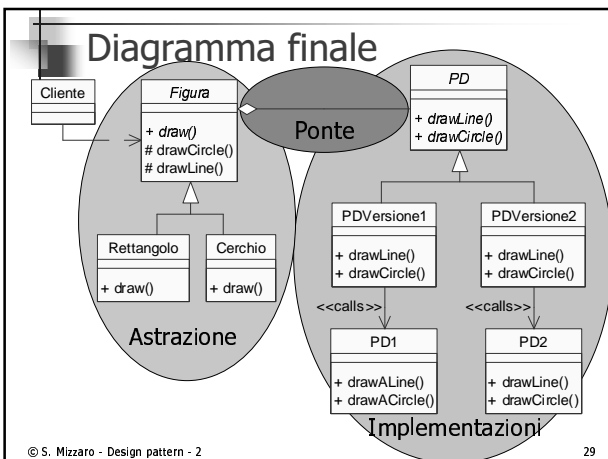 Diagramma finale
Cliente
Figura
+ draw()
# drawCircle()
# drawLine()
Ponte
PD
+ drawLine()
+ drawCircle()
Rettangolo
+ draw()
Cerchio
+ draw()
Astrazione
PDVersione1
+ drawLine()
+ drawCircle()
PDVersione2
+ drawLine()
+ drawCircle()
<<calls>>
<<calls>>
PD1
+ drawALine()
+ drawACircle()
PD2
+ drawLine()
+ drawCircle()
Implementazioni
© S. Mizzaro - Design pattern - 2
29